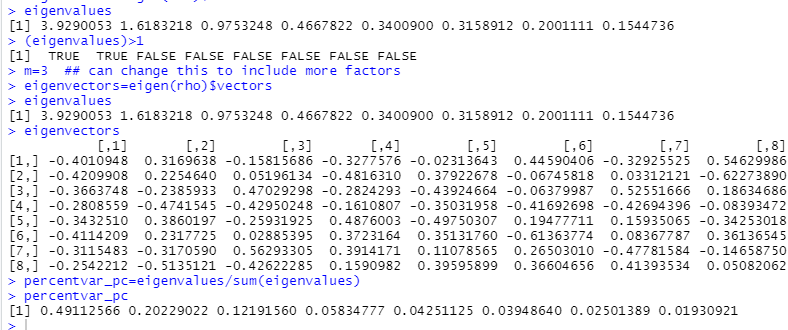 > eigenvalues
[1] 3.9290053 1.6183218 0.9753248 0.4667822 0.3400900 0.3158912 0.2001111 0.1544736
> (eigenvalues)>1
[1]  TRUE  TRUE FALSE FALSE FALSE FALSE FALSE FALSE
> m=3  ## can change this to include more factors
> eigenvectors=eigen(rho)$vectors
> eigenvalues
[1] 3.9290053 1.6183218 0.9753248 0.4667822 0.3400900 0.3158912 0.2001111 0.1544736
> eigenvectors
           [,1]       [,2]        [,3]       [,4]        [,5]        [,6]        [,7]        [,8]
[1,] -0.4010948  0.3169638 -0.15815686 -0.3277576 -0.02313643  0.44590406 -0.32925525  0.54629986
[2,] -0.4209908  0.2254640  0.05196134 -0.4816310  0.37922678 -0.06745818  0.03312121 -0.62273890
[3,] -0.3663748 -0.2385933  0.47029298 -0.2824293 -0.43924664 -0.06379987  0.52551666  0.18634686
[4,] -0.2808559 -0.4741545 -0.42950248 -0.1610807 -0.35031958 -0.41692698 -0.42694396 -0.08393472
[5,] -0.3432510  0.3860197 -0.25931925  0.4876003 -0.49750307  0.19477711  0.15935065 -0.34253018
[6,] -0.4114209  0.2317725  0.02885395  0.3723164  0.35131760 -0.61363774  0.08367787  0.36136545
[7,] -0.3115483 -0.3170590  0.56293305  0.3914171  0.11078565  0.26503010 -0.47781584 -0.14658750
[8,] -0.2542212 -0.5135121 -0.42622285  0.1590982  0.39595899  0.36604656  0.41393534  0.05082062
> percentvar_pc=eigenvalues/sum(eigenvalues)
> percentvar_pc
[1] 0.49112566 0.20229022 0.12191560 0.05834777 0.04251125 0.03948640 0.02501389 0.01930921
>